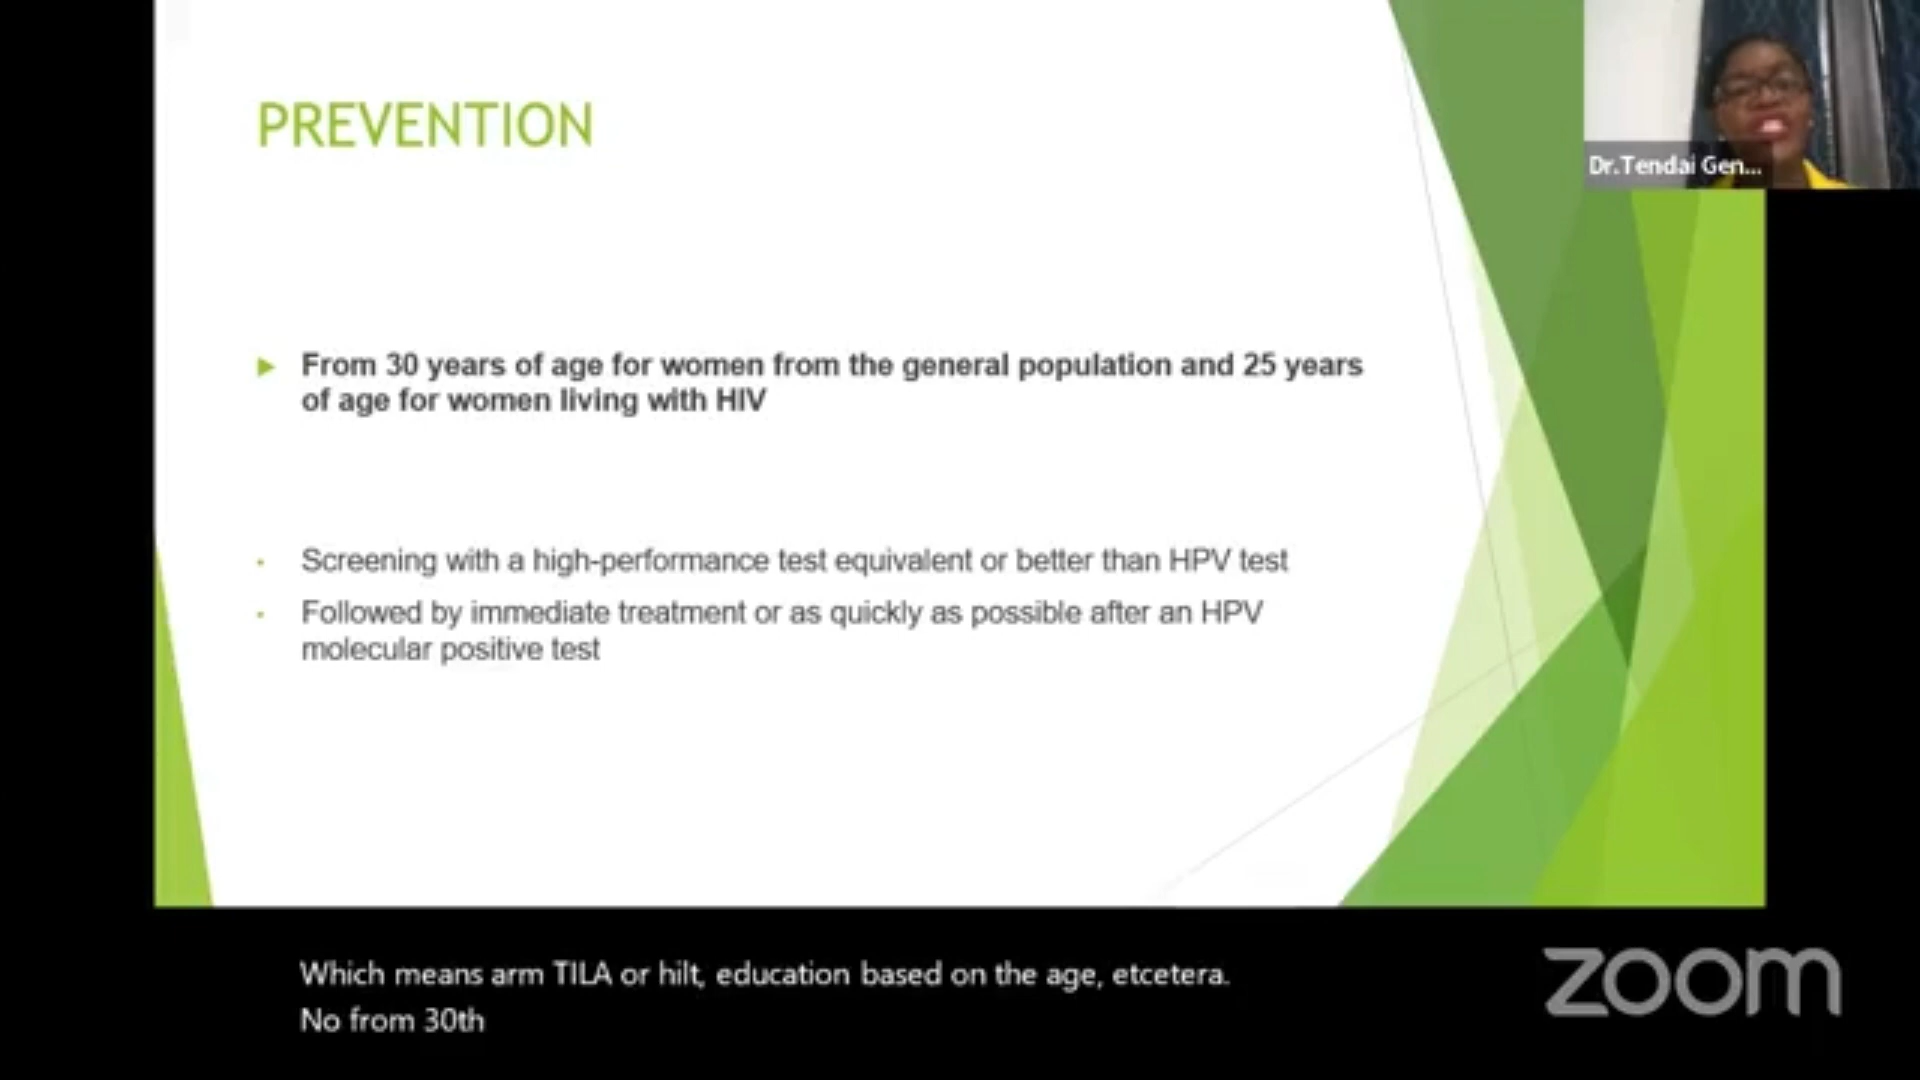 PREVENTION
Dr.Tendai Gen...
From 30 years of age for women from the general population and 25 years
of age for women living with HIV
Screening with a high-performance test equivalent or better than HPV test
Followed by immediate treatment or as quickly as possible after an HPV
molecular positive test
Which means arm TILA or hilt, education based on the age, etcetera.
No from 30th
zoom